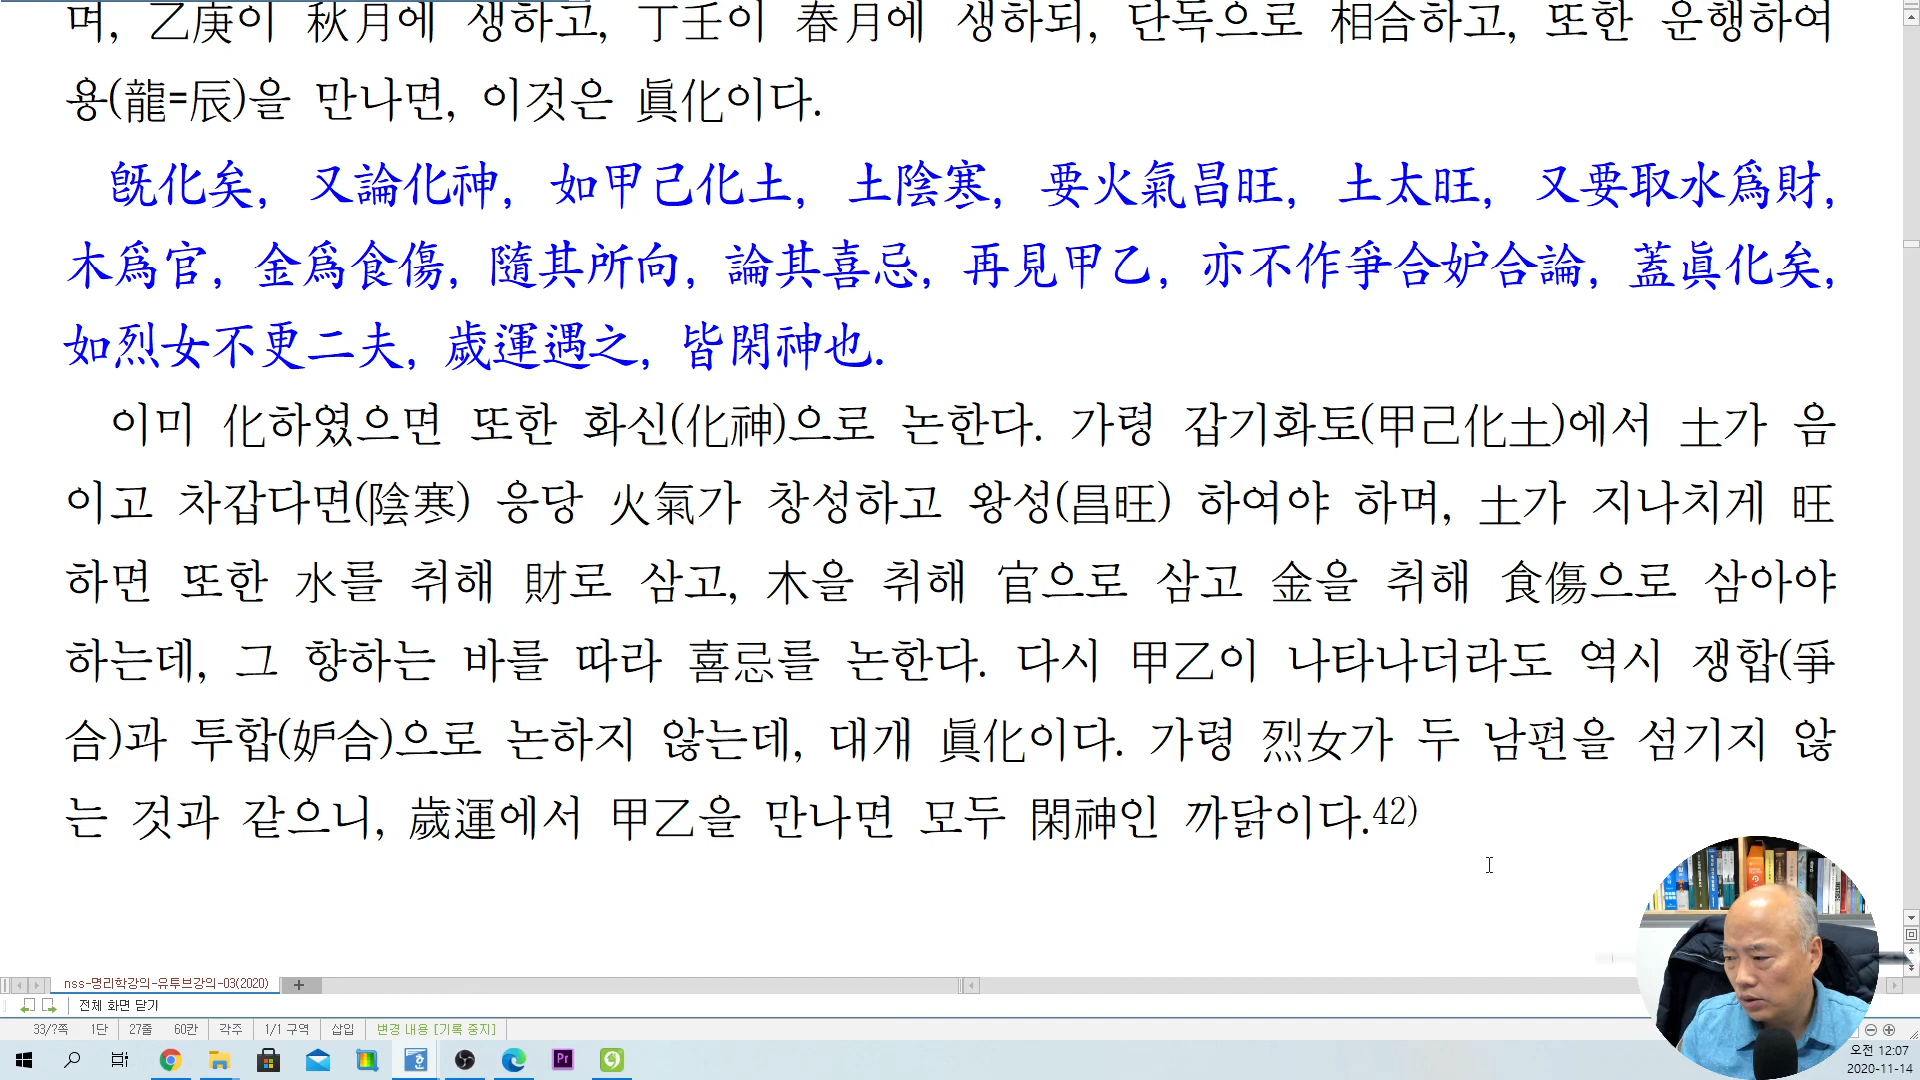 며, 乙庚이 秋月에 생하고, 丁壬이 春月에 생하되, 단독으로 相合하고, 또한 운행하여
용(龍=辰)을 만나면, 이것은 眞化이다.
旣化矣, 又論化神, 如甲己化土, 土陰寒, 要火氣昌旺, 土太旺, 又要取水爲財,
木爲官, 金爲食傷, 隨其所向, 論其喜忌, 再見甲乙, 亦不作爭合妒合論, 蓋眞化矣,
如烈女不更二夫, 歲運遇之, 皆閑神也.
이미 化하였으면 또한 화신(化神)으로 논한다. 가령 갑기화토(甲己化土)에서 土가 음
이고 차갑다면(陰寒) 응당 火氣가 창성하고 왕성(昌旺) 하여야 하며, 土가 지나치게 旺
하면 또한 水를 취해 財로 삼고, 木을 취해 官으로 삼고 金을 취해 食傷으로 삼아야
하는데, 그 향하는 바를 따라 喜忌를 논한다. 다시 甲乙이 나타나더라도 역시 쟁합(爭
合)과 투합(妒合)으로 논하지 않는데, 대개 眞化이다. 가령 烈女가 두 남편을 섬기지 않
는 것과 같으니, 歲運에서 甲乙을 만나면 모두 閑神인 까닭이다.42)
nss-명리학강의-유투브강의-03(2020)
전체 화면 닫기
33/?쪽 1단 27줄 60칸 각주 1/1 구역 삽입 변경 내용 [기록 중지]
Pr
오전 12:07
2020-11-14